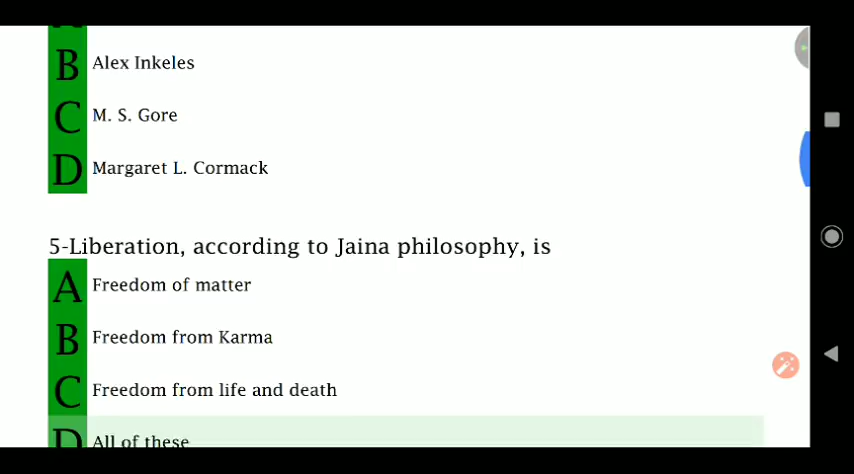 B Alex Inkeles
C M. S. Gore
D Margaret L. Cormack
5-Liberation, according to Jaina philosophy, is
A Freedom of matter
B Freedom from Karma
C Freedom from life and death
D All of these